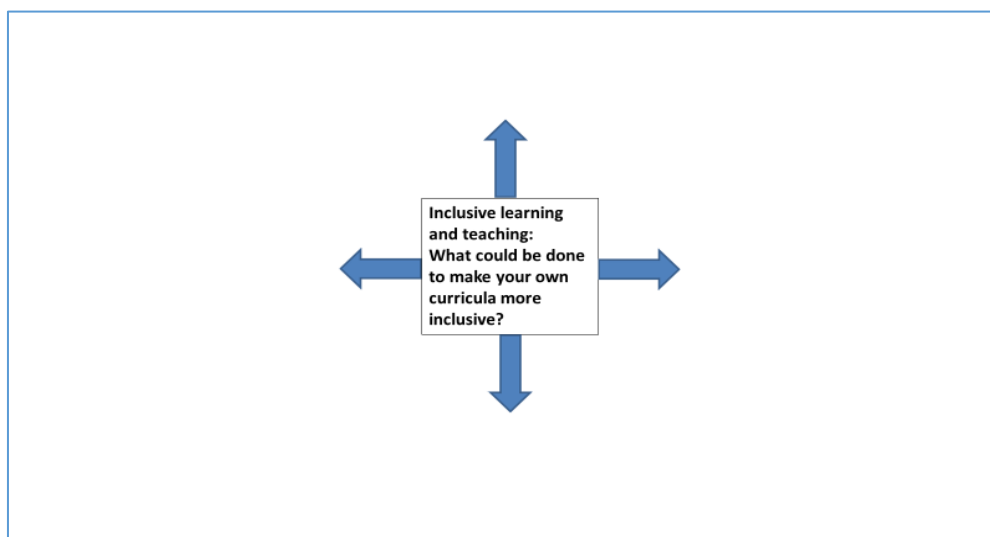 Inclusive learning
and teaching:
What could be done
to make your own
curricula more
inclusive?